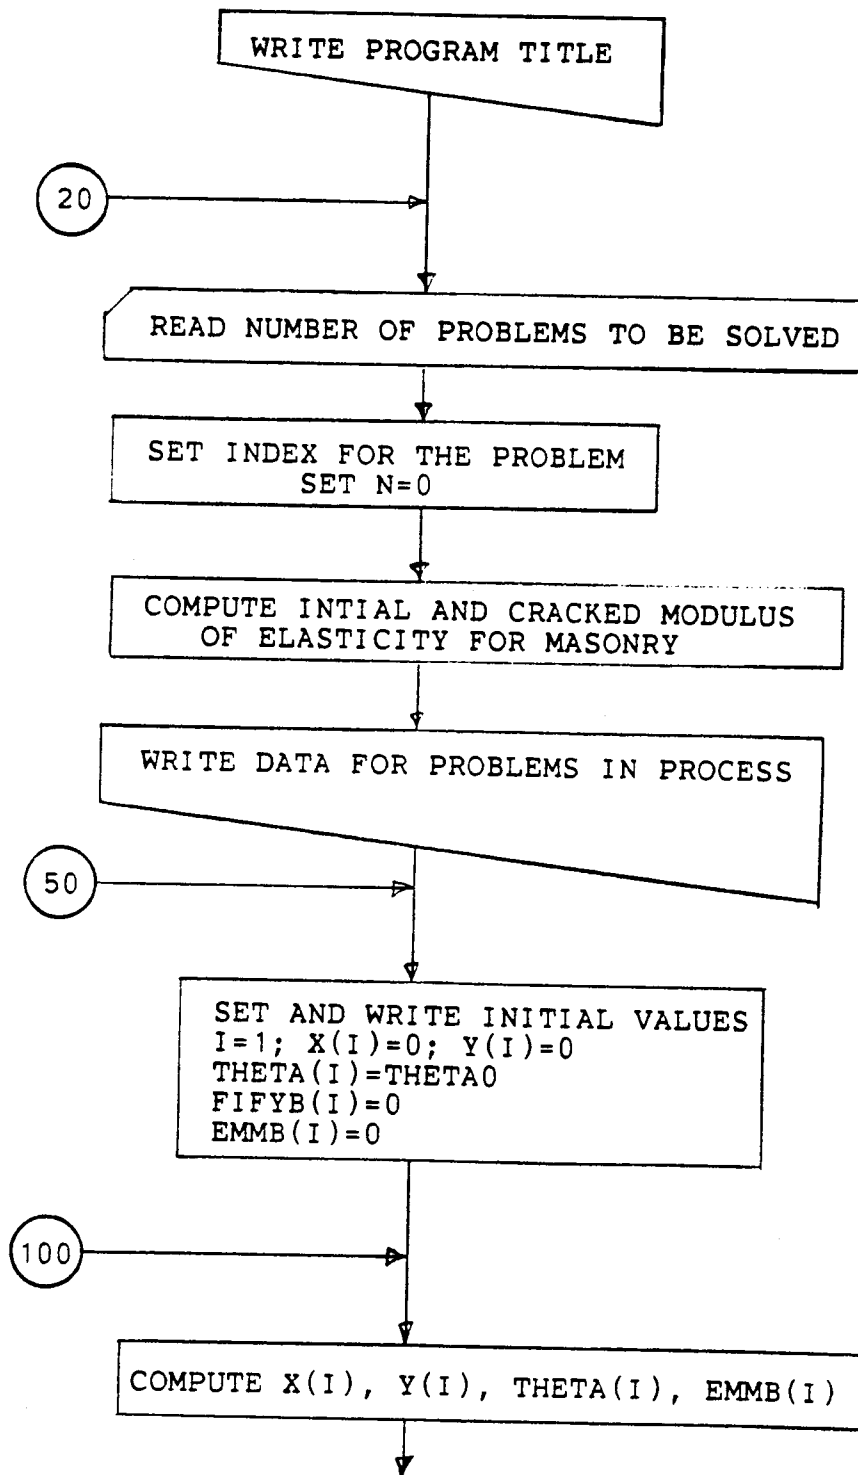 WRITE PROGRAM TITLE
20
READ NUMBER OF PROBLEMS TO BE SOLVED
SET INDEX FOR THE PROBLEM
SET N=0
COMPUTE INTIAL AND CRACKED MODULUS
OF ELASTICITY FOR MASONRY
WRITE DATA FOR PROBLEMS IN PROCESS
50
SET AND WRITE INITIAL VALUES
I=1; X(I)=0; Y(I)=0
THETA(I)=THETA0
FIFYB(I)=0
EMMB(I)=0
100
COMPUTE X(I), Y(I), THETA(I), EMMB(I)